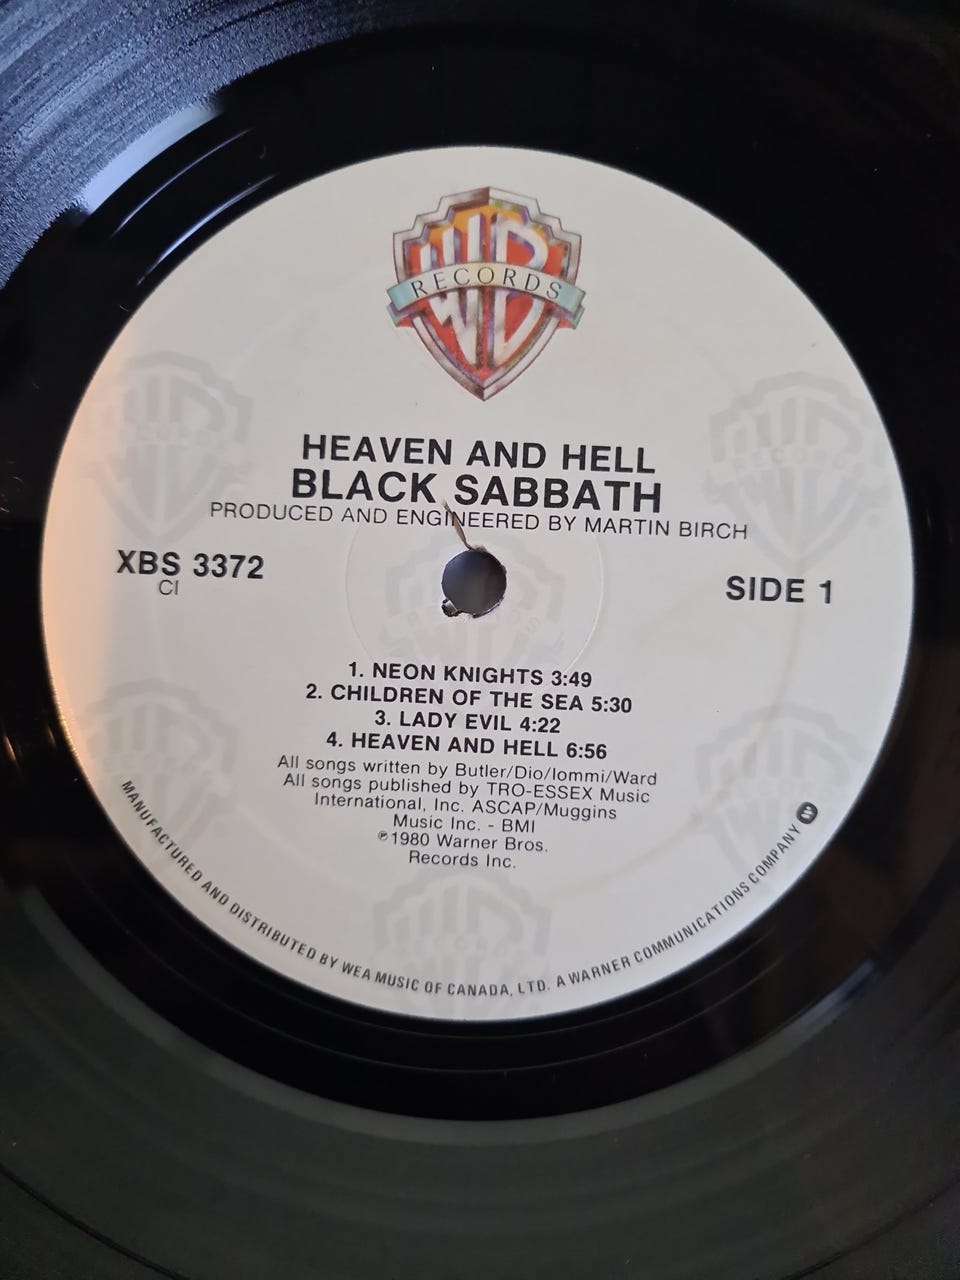 WB
RECORDS
HEAVEN AND HELL
BLACK SABBATH
PRODUCED AND ENGINEERED BY MARTIN BIRCH
XBS 3372
CI
SIDE 1
1. NEON KNIGHTS 3:49
2. CHILDREN OF THE SEA 5:30
3. LADY EVIL 4:22
4. HEAVEN AND HELL 6:56
All songs written by Butler/Dio/Iommi/Ward
All songs published by TRO-ESSEX Music
International, Inc. ASCAP/Muggins
Music Inc. - BMI
℗1980 Warner Bros.
Records Inc.
MANUFACTURED AND DISTRIBUTED BY WEA MUSIC OF CANADA, LTD. A WARNER COMMUNICATIONS COMPANY